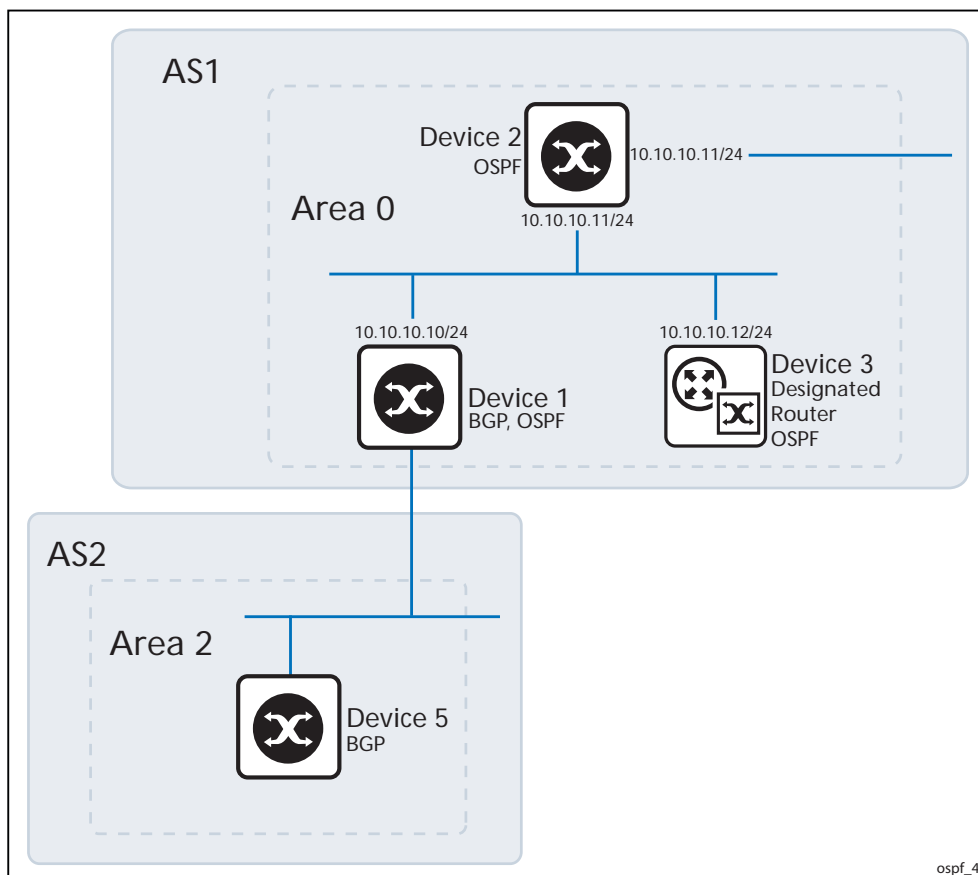 AS1
Device 2
OSPF
10.10.10.11/24
Area 0
10.10.10.11/24
10.10.10.10/24
10.10.10.12/24
Device 1
BGP, OSPF
Device 3
Designated
Router
OSPF
AS2
Area 2
Device 5
BGP
ospf_4